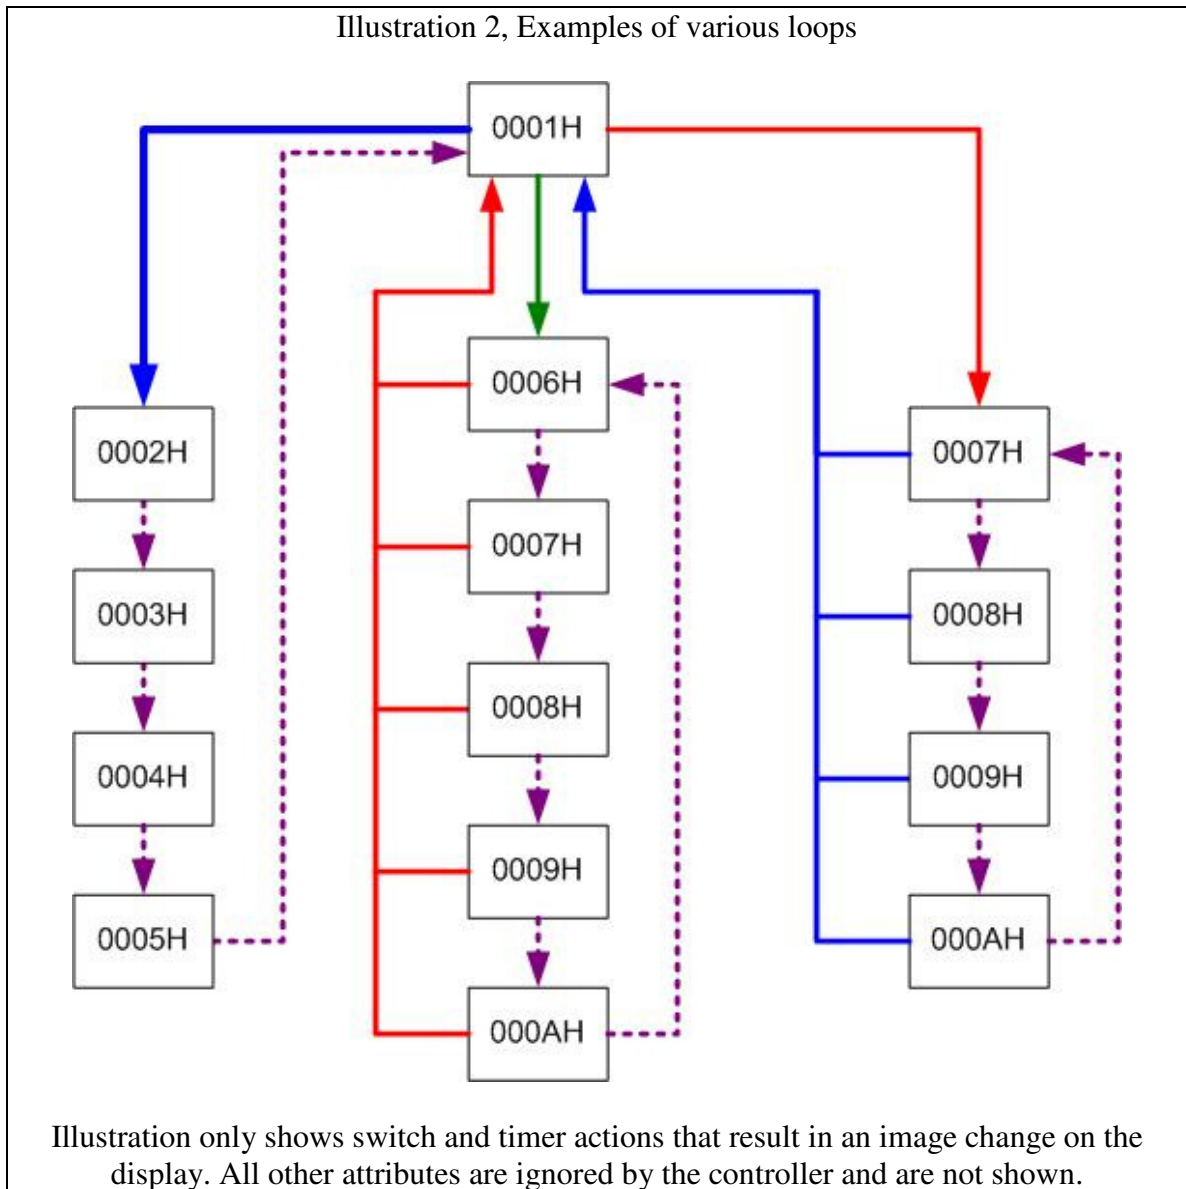 Illustration 2, Examples of various loops
0001H
0002H
0003H
0004H
0005H
0006H
0007H
0008H
0009H
000AH
0007H
0008H
0009H
000AH
Illustration only shows switch and timer actions that result in an image change on the
display. All other attributes are ignored by the controller and are not shown.